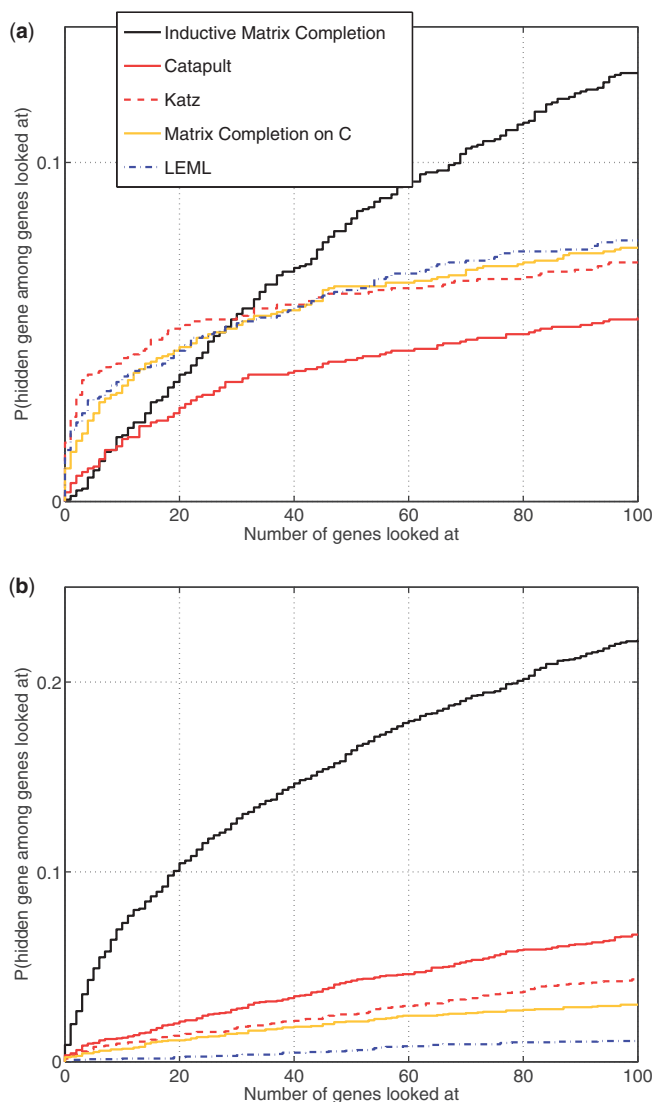 (a)
Inductive Matrix Completion
Catapult
Katz
Matrix Completion on C
LEML
P(hidden gene among genes looked at)
0.1
0
0 20 40 60 80 100
Number of genes looked at
(b)
P(hidden gene among genes looked at)
0.2
0.1
0
0 20 40 60 80 100
Number of genes looked at